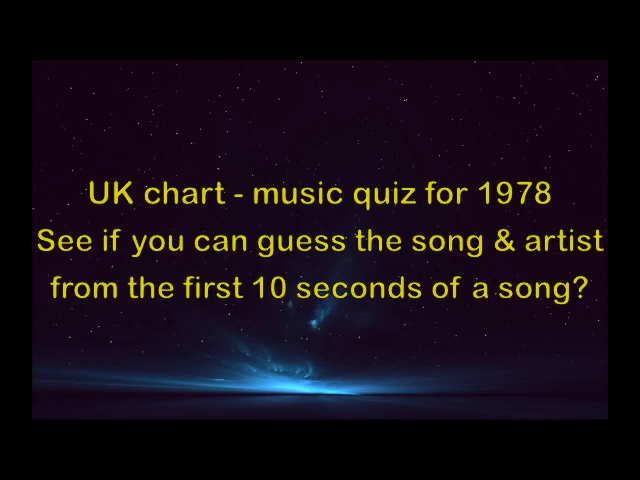 UK chart - music quiz for 1978
See if you can guess the song & artist
from the first 10 seconds of a song?